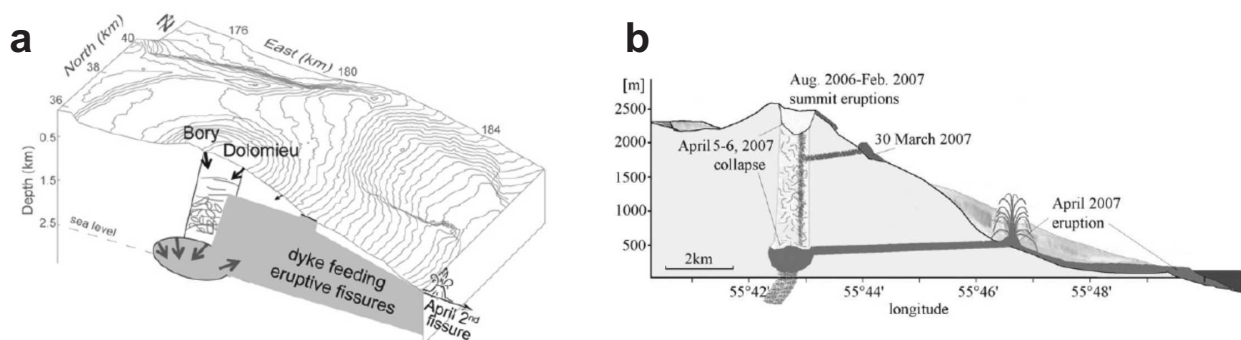 a
North (km)
N
East (km)
36
38
40
176
180
184
Bory
Dolomieu
Depth (km)
0.5
1.5
2.5
sea level
dyke feeding
eruptive fissures
April 2nd
fissure
b
[m]
2500
2000
1500
1000
500
Aug. 2006-Feb. 2007
summit eruptions
April 5-6, 2007
collapse
30 March 2007
April 2007
eruption
2km
55°42 55°44 55°46 55°48'
longitude